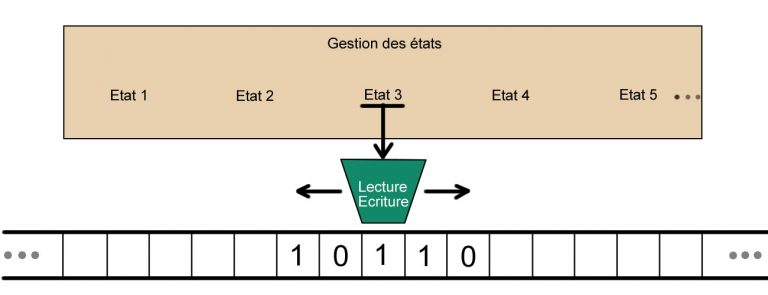 Gestion des états
Etat 1 Etat 2 Etat 3 Etat 4 Etat 5 •••
Lecture
Ecriture
••• 1 0 1 1 0 •••